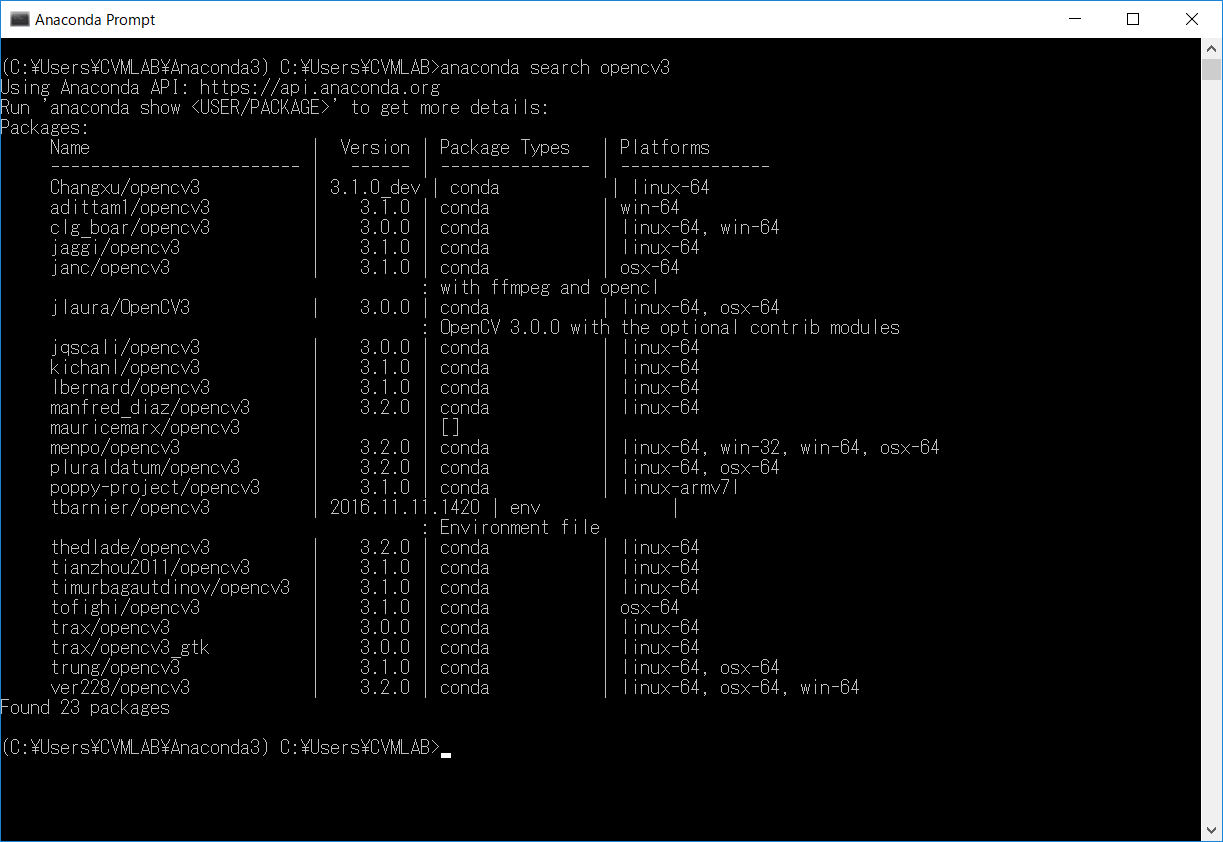 Anaconda Prompt
(C:¥Users¥CVMLAB¥Anaconda3) C:¥Users¥CVMLAB>anaconda search opencv3
Using Anaconda API: https://api.anaconda.org
Run 'anaconda show <USER/PACKAGE>' to get more details:
Packages:
     Name                      |  Version | Package Types   | Platforms
     ------------------------- |   ------ | --------------- | ---------------
     Changxu/opencv3           | 3.1.0_dev | conda           | linux-64
     adittam1/opencv3          |    3.1.0 | conda           | win-64
     clg_boar/opencv3          |    3.0.0 | conda           | linux-64, win-64
     jaggi/opencv3             |    3.1.0 | conda           | linux-64
     janc/opencv3              |    3.1.0 | conda           | osx-64
                                          : with ffmpeg and opencl
     jlaura/OpenCV3            |    3.0.0 | conda           | linux-64, osx-64
                                          : OpenCV 3.0.0 with the optional contrib modules
     jqscali/opencv3           |    3.0.0 | conda           | linux-64
     kichanl/opencv3           |    3.1.0 | conda           | linux-64
     lbernard/opencv3          |    3.1.0 | conda           | linux-64
     manfred_diaz/opencv3      |    3.2.0 | conda           | linux-64
     mauricemarx/opencv3       |          | []              |
     menpo/opencv3             |    3.2.0 | conda           | linux-64, win-32, win-64, osx-64
     pluraldatum/opencv3       |    3.2.0 | conda           | linux-64, osx-64
     poppy-project/opencv3     |    3.1.0 | conda           | linux-armv7l
     tbarnier/opencv3          | 2016.11.11.1420 | env             |
                                          : Environment file
     thedlade/opencv3          |    3.2.0 | conda           | linux-64
     tianzhou2011/opencv3      |    3.1.0 | conda           | linux-64
     timurbagautdinov/opencv3  |    3.1.0 | conda           | linux-64
     tofighi/opencv3           |    3.1.0 | conda           | osx-64
     trax/opencv3              |    3.0.0 | conda           | linux-64
     trax/opencv3_gtk          |    3.0.0 | conda           | linux-64
     trung/opencv3             |    3.1.0 | conda           | linux-64, osx-64
     ver228/opencv3            |    3.2.0 | conda           | linux-64, osx-64, win-64
Found 23 packages
(C:¥Users¥CVMLAB¥Anaconda3) C:¥Users¥CVMLAB>